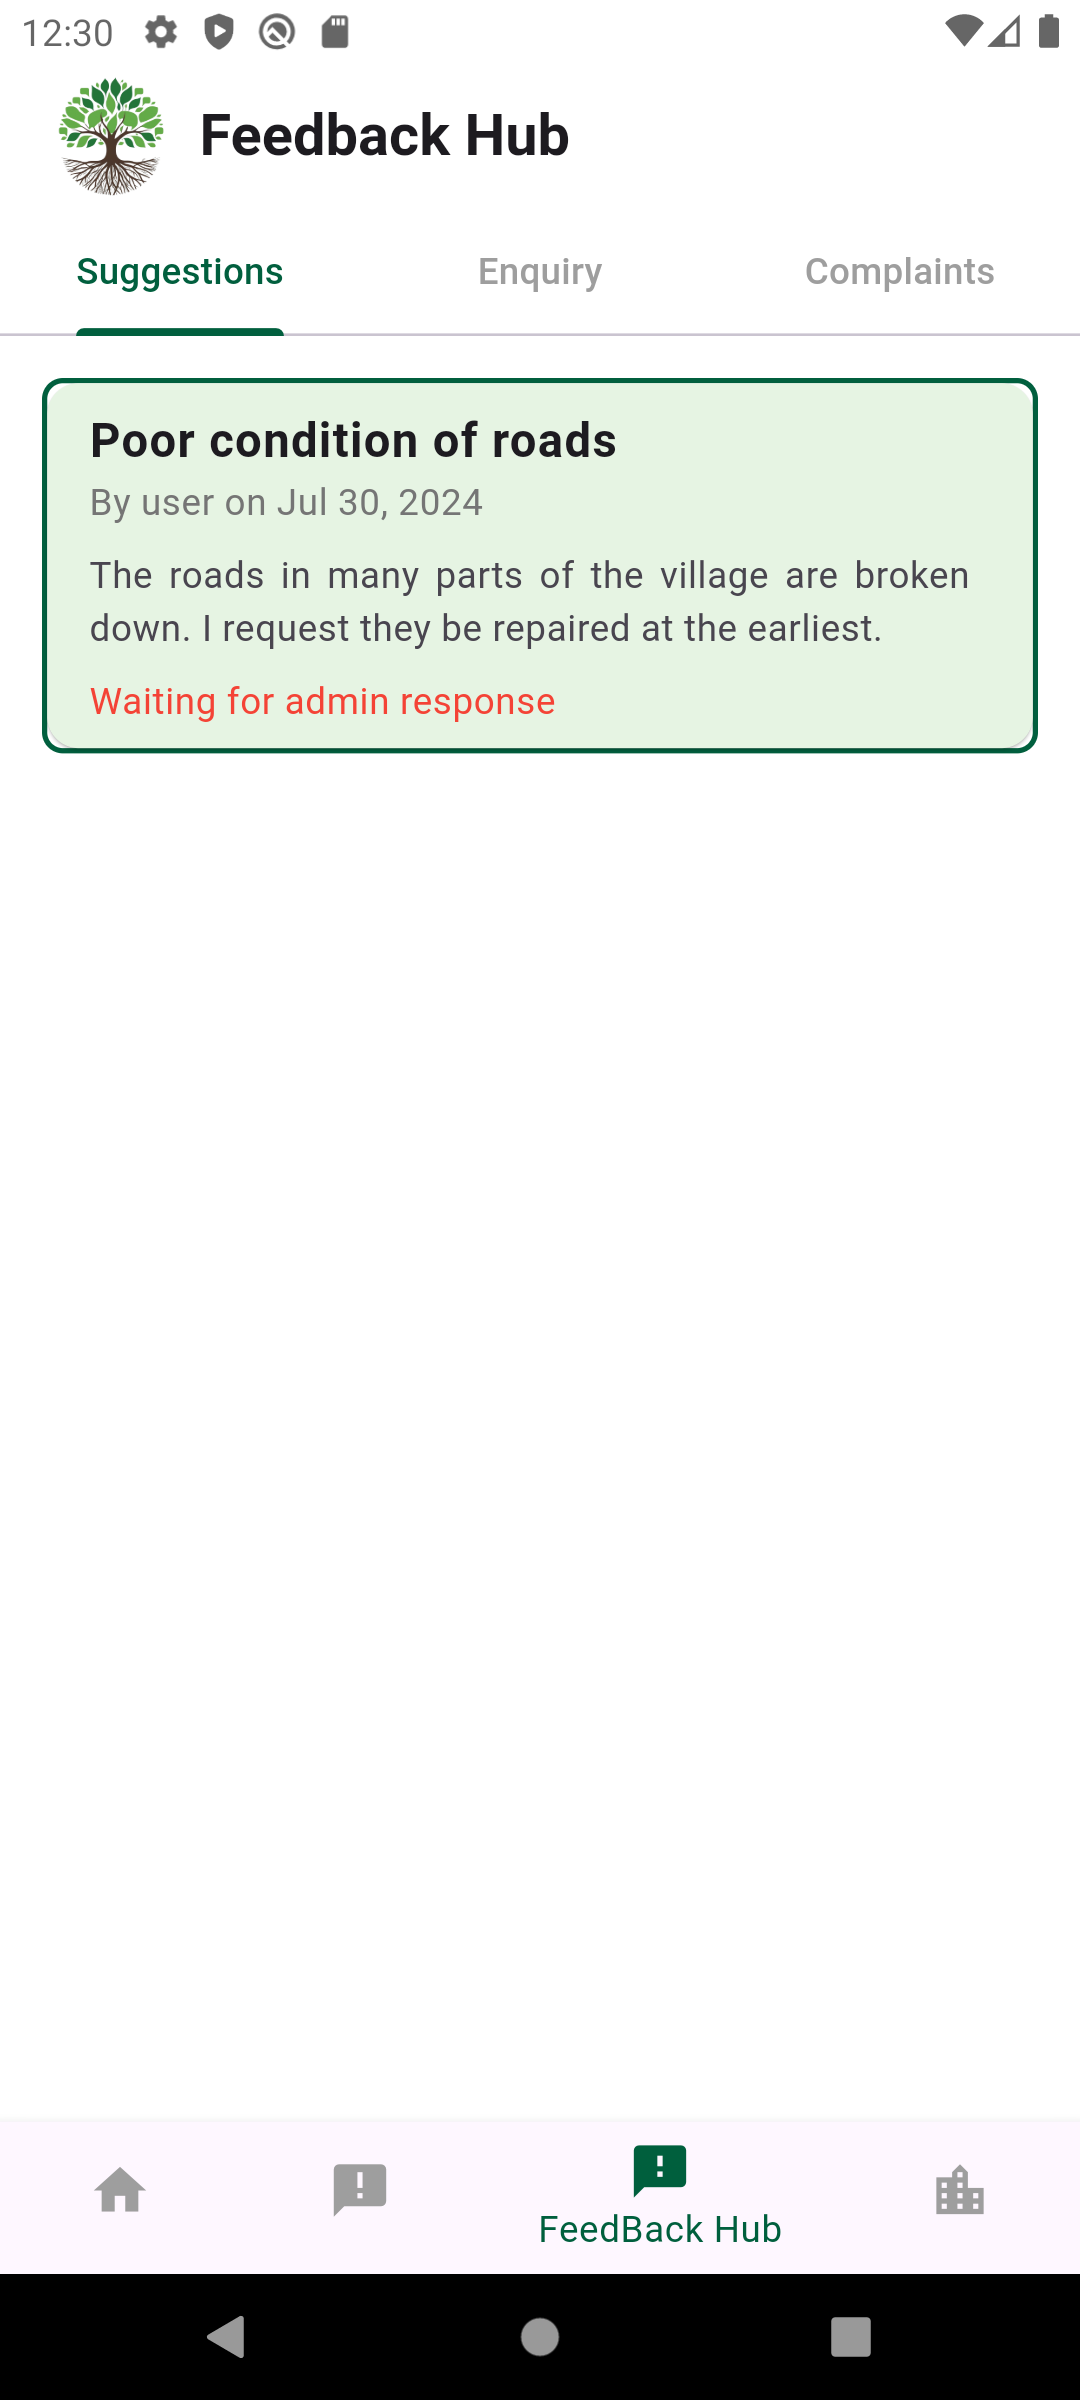 12:30
Feedback Hub
Suggestions
Enquiry
Complaints
Poor condition of roads
By user on Jul 30, 2024
The roads in many parts of the village are broken
down. I request they be repaired at the earliest.
Waiting for admin response
FeedBack Hub